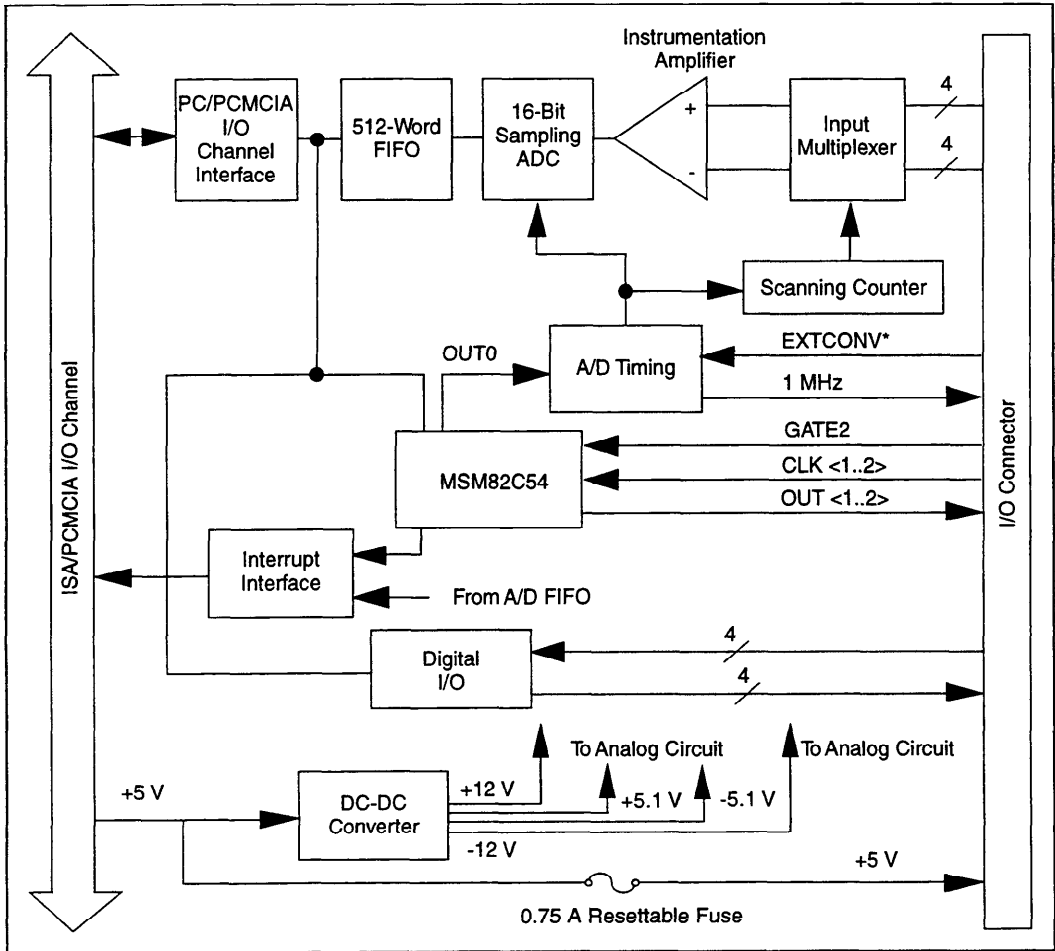 Instrumentation
Amplifier
PC/PCMCIA
I/O
Channel
Interface
512-Word
FIFO
16-Bit
Sampling
ADC
+
-
Input
Multiplexer
4
4
Scanning Counter
OUT0
A/D Timing
EXTCONV*
1 MHz
GATE2
CLK <1..2>
OUT <1..2>
MSM82C54
ISA/PCMCIA I/O Channel
I/O Connector
Interrupt
Interface
From A/D FIFO
Digital
I/O
4
4
To Analog Circuit
To Analog Circuit
+5 V
DC-DC
Converter
+12 V
+5.1 V
-5.1 V
-12 V
+5 V
0.75 A Resettable Fuse